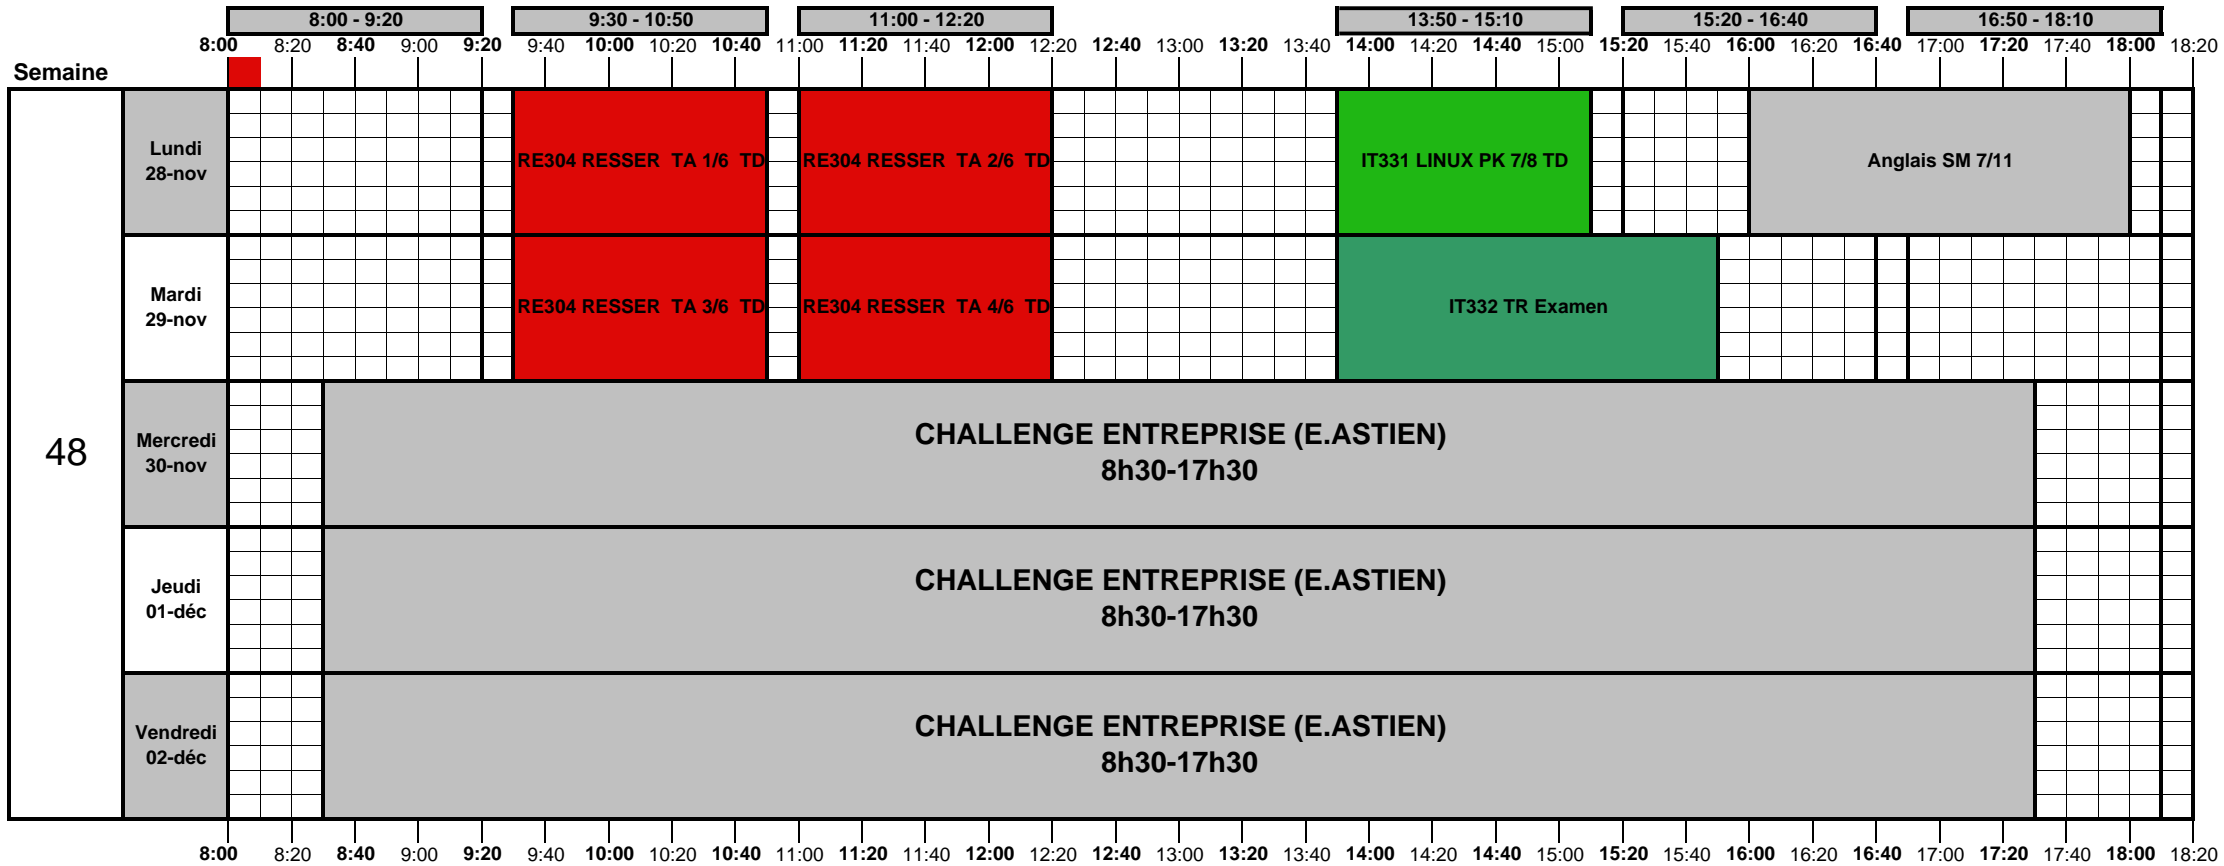 8:00 - 9:20 9:30 - 10:50 11:00 - 12:20 13:50 - 15:10 15:20 - 16:40 16:50 - 18:10
8:00 8:20 8:40 9:00 9:20 9:40 10:00 10:20 10:40 11:00 11:20 11:40 12:00 12:20 12:40 13:00 13:20 13:40 14:00 14:20 14:40 15:00 15:20 15:40 16:00 16:20 16:40 17:00 17:20 17:40 18:00 18:20
Semaine
48
Lundi
28-nov
RE304 RESSER TA 1/6 TD
RE304 RESSER TA 2/6 TD
IT331 LINUX PK 7/8 TD
Anglais SM 7/11
Mardi
29-nov
RE304 RESSER TA 3/6 TD
RE304 RESSER TA 4/6 TD
IT332 TR Examen
Mercredi
30-nov
CHALLENGE ENTREPRISE (E.ASTIEN)
8h30-17h30
Jeudi
01-déc
CHALLENGE ENTREPRISE (E.ASTIEN)
8h30-17h30
Vendredi
02-déc
CHALLENGE ENTREPRISE (E.ASTIEN)
8h30-17h30
8:00 8:20 8:40 9:00 9:20 9:40 10:00 10:20 10:40 11:00 11:20 11:40 12:00 12:20 12:40 13:00 13:20 13:40 14:00 14:20 14:40 15:00 15:20 15:40 16:00 16:20 16:40 17:00 17:20 17:40 18:00 18:20